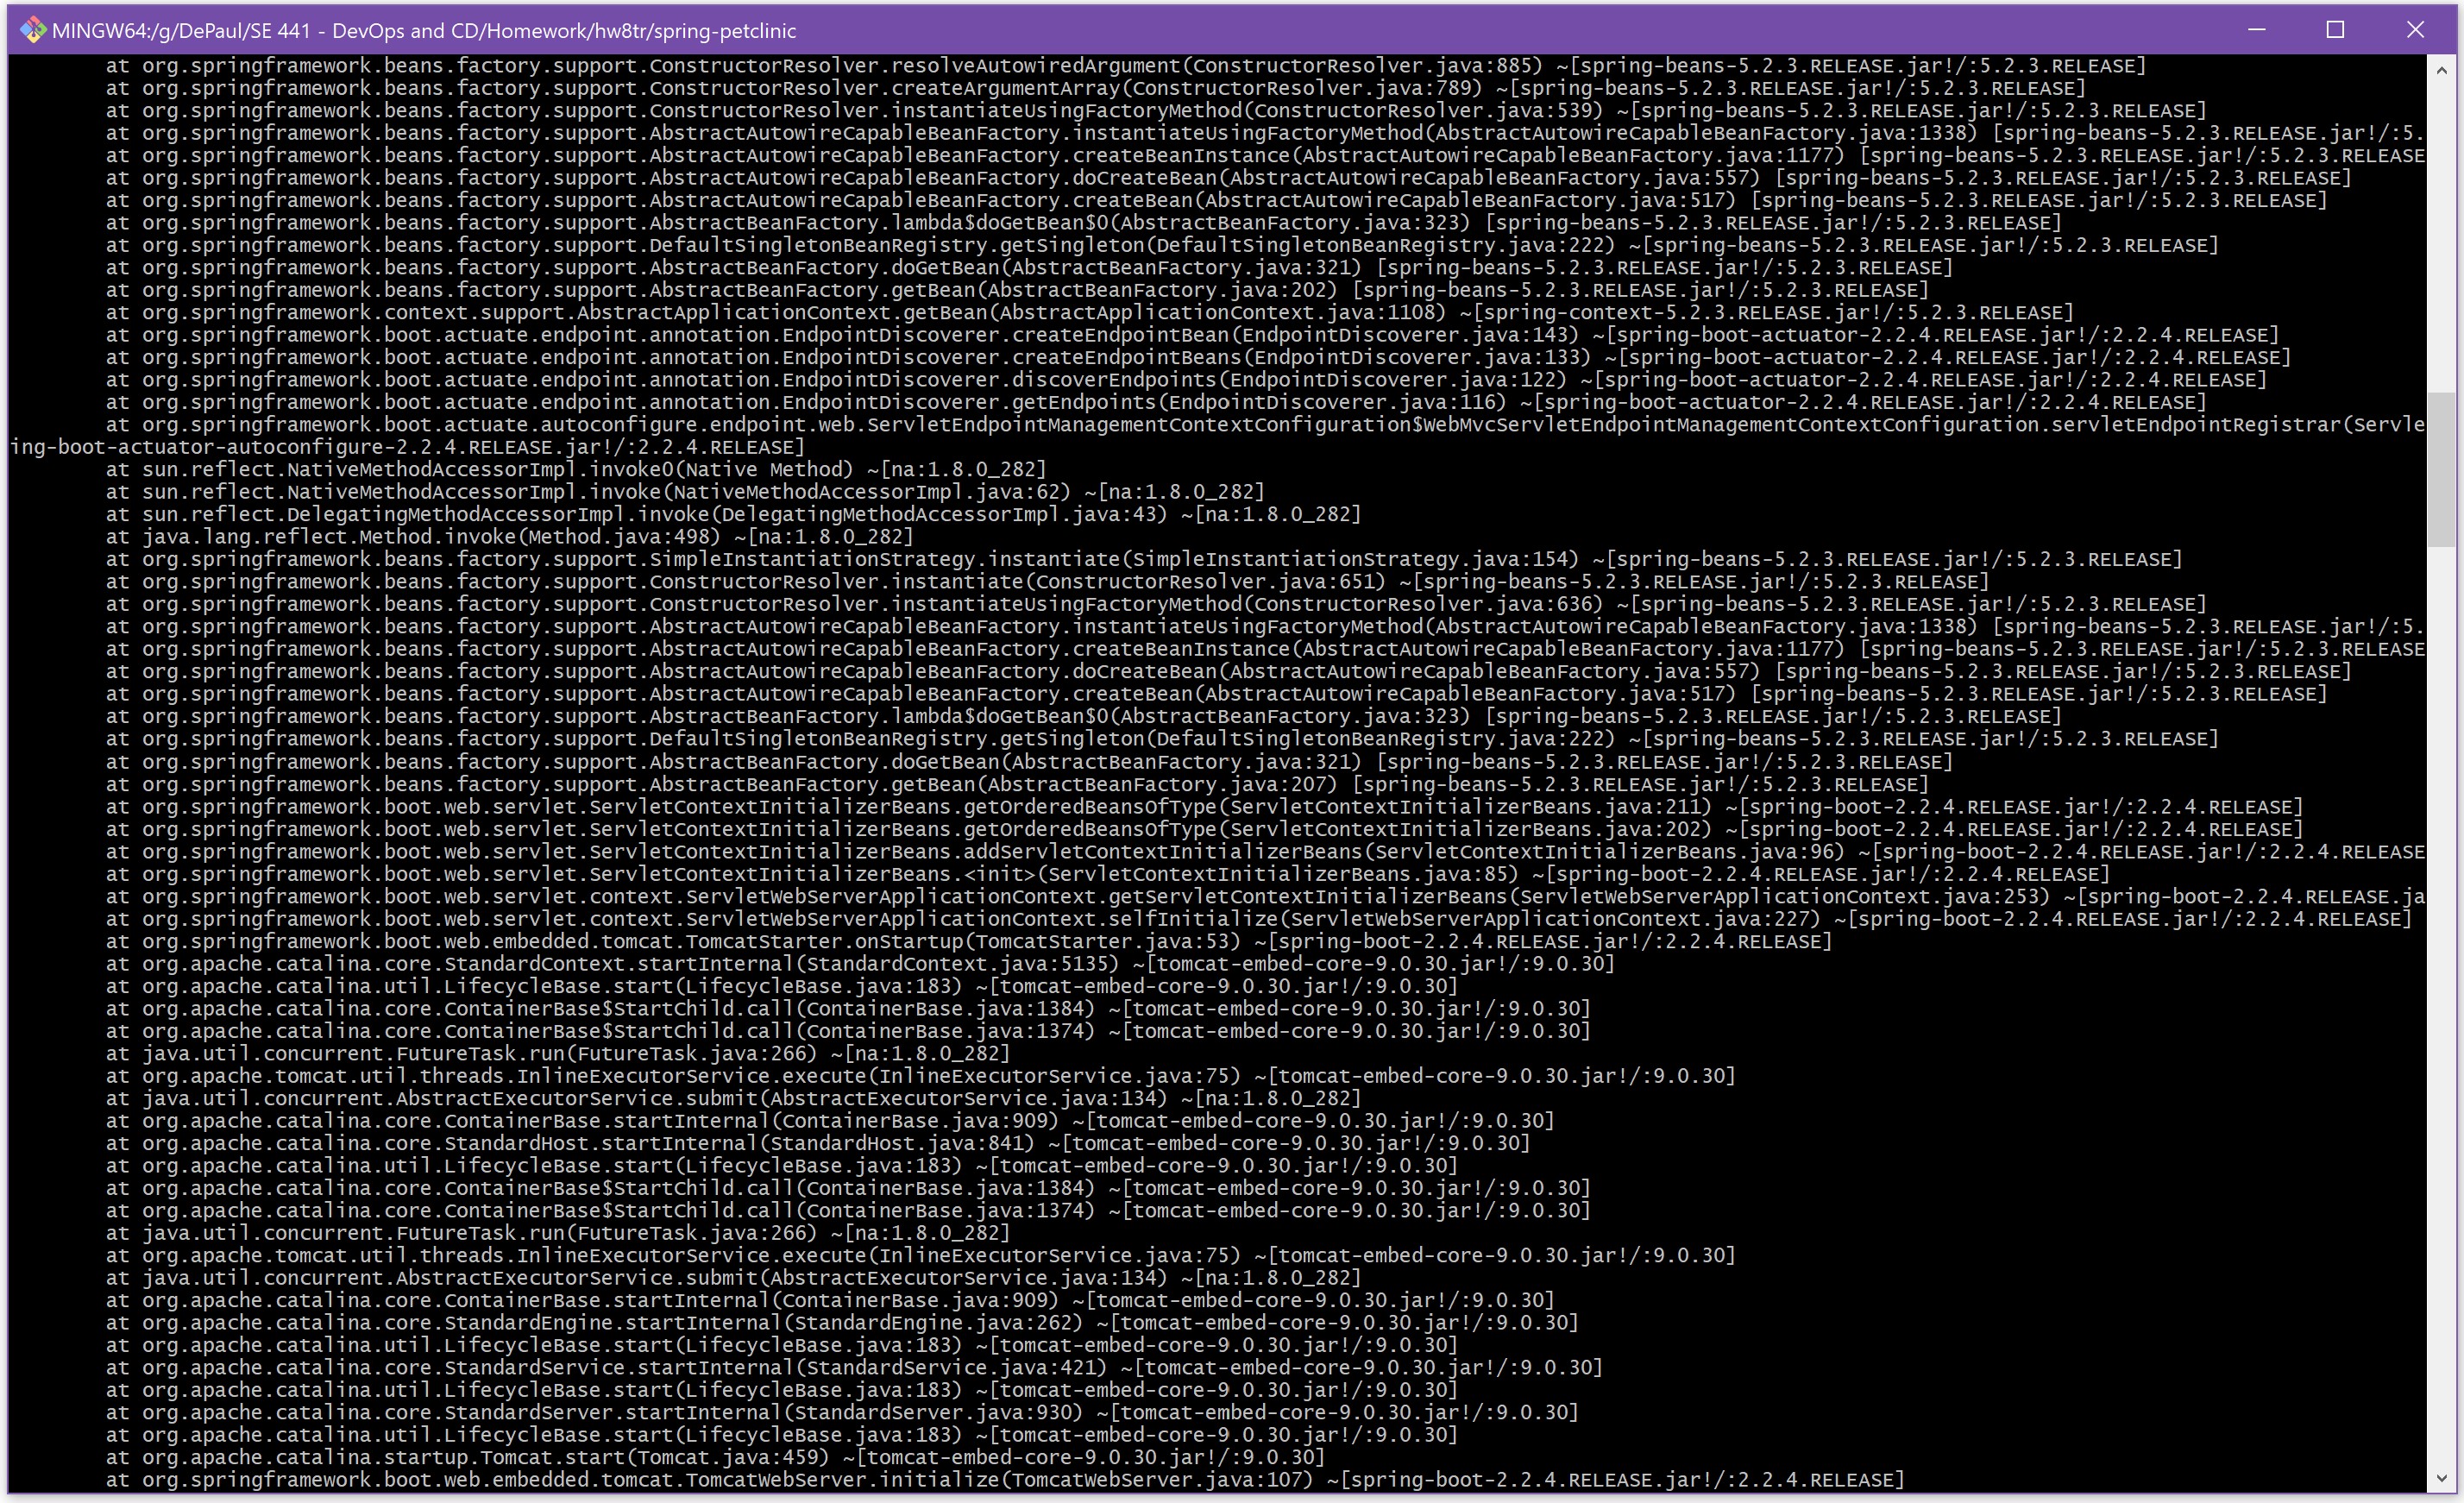 MINGW64:/g/DePaul/SE 441 - DevOps and CD/Homework/hw8tr/spring-petclinic
at org.springframework.beans.factory.support.ConstructorResolver.resolveAutowiredArgument(ConstructorResolver.java:885) ~[spring-beans-5.2.3.RELEASE.jar!/:5.2.3.RELEASE]
at org.springframework.beans.factory.support.ConstructorResolver.createArgumentArray(ConstructorResolver.java:789) ~[spring-beans-5.2.3.RELEASE.jar!/:5.2.3.RELEASE]
at org.springframework.beans.factory.support.ConstructorResolver.instantiateUsingFactoryMethod(ConstructorResolver.java:539) ~[spring-beans-5.2.3.RELEASE.jar!/:5.2.3.RELEASE]
at org.springframework.beans.factory.support.AbstractAutowireCapableBeanFactory.instantiateUsingFactoryMethod(AbstractAutowireCapableBeanFactory.java:1338) [spring-beans-5.2.3.RELEASE.jar!/:5.
at org.springframework.beans.factory.support.AbstractAutowireCapableBeanFactory.createBeanInstance(AbstractAutowireCapableBeanFactory.java:1177) [spring-beans-5.2.3.RELEASE.jar!/:5.2.3.RELEASE
at org.springframework.beans.factory.support.AbstractAutowireCapableBeanFactory.doCreateBean(AbstractAutowireCapableBeanFactory.java:557) [spring-beans-5.2.3.RELEASE.jar!/:5.2.3.RELEASE]
at org.springframework.beans.factory.support.AbstractAutowireCapableBeanFactory.createBean(AbstractAutowireCapableBeanFactory.java:517) [spring-beans-5.2.3.RELEASE.jar!/:5.2.3.RELEASE]
at org.springframework.beans.factory.support.AbstractBeanFactory.lambda$doGetBean$0(AbstractBeanFactory.java:323) [spring-beans-5.2.3.RELEASE.jar!/:5.2.3.RELEASE]
at org.springframework.beans.factory.support.DefaultSingletonBeanRegistry.getSingleton(DefaultSingletonBeanRegistry.java:222) ~[spring-beans-5.2.3.RELEASE.jar!/:5.2.3.RELEASE]
at org.springframework.beans.factory.support.AbstractBeanFactory.doGetBean(AbstractBeanFactory.java:321) [spring-beans-5.2.3.RELEASE.jar!/:5.2.3.RELEASE]
at org.springframework.beans.factory.support.AbstractBeanFactory.getBean(AbstractBeanFactory.java:202) [spring-beans-5.2.3.RELEASE.jar!/:5.2.3.RELEASE]
at org.springframework.context.support.AbstractApplicationContext.getBean(AbstractApplicationContext.java:1108) ~[spring-context-5.2.3.RELEASE.jar!/:5.2.3.RELEASE]
at org.springframework.boot.actuate.endpoint.annotation.EndpointDiscoverer.createEndpointBean(EndpointDiscoverer.java:143) ~[spring-boot-actuator-2.2.4.RELEASE.jar!/:2.2.4.RELEASE]
at org.springframework.boot.actuate.endpoint.annotation.EndpointDiscoverer.createEndpointBeans(EndpointDiscoverer.java:133) ~[spring-boot-actuator-2.2.4.RELEASE.jar!/:2.2.4.RELEASE]
at org.springframework.boot.actuate.endpoint.annotation.EndpointDiscoverer.discoverEndpoints(EndpointDiscoverer.java:122) ~[spring-boot-actuator-2.2.4.RELEASE.jar!/:2.2.4.RELEASE]
at org.springframework.boot.actuate.endpoint.annotation.EndpointDiscoverer.getEndpoints(EndpointDiscoverer.java:116) ~[spring-boot-actuator-2.2.4.RELEASE.jar!/:2.2.4.RELEASE]
at org.springframework.boot.actuate.autoconfigure.endpoint.web.ServletEndpointManagementContextConfiguration$WebMvcServletEndpointManagementContextConfiguration.servletEndpointRegistrar(Servle
ing-boot-actuator-autoconfigure-2.2.4.RELEASE.jar!/:2.2.4.RELEASE]
at sun.reflect.NativeMethodAccessorImpl.invoke0(Native Method) ~[na:1.8.0_282]
at sun.reflect.NativeMethodAccessorImpl.invoke(NativeMethodAccessorImpl.java:62) ~[na:1.8.0_282]
at sun.reflect.DelegatingMethodAccessorImpl.invoke(DelegatingMethodAccessorImpl.java:43) ~[na:1.8.0_282]
at java.lang.reflect.Method.invoke(Method.java:498) ~[na:1.8.0_282]
at org.springframework.beans.factory.support.SimpleInstantiationStrategy.instantiate(SimpleInstantiationStrategy.java:154) ~[spring-beans-5.2.3.RELEASE.jar!/:5.2.3.RELEASE]
at org.springframework.beans.factory.support.ConstructorResolver.instantiate(ConstructorResolver.java:651) ~[spring-beans-5.2.3.RELEASE.jar!/:5.2.3.RELEASE]
at org.springframework.beans.factory.support.ConstructorResolver.instantiateUsingFactoryMethod(ConstructorResolver.java:636) ~[spring-beans-5.2.3.RELEASE.jar!/:5.2.3.RELEASE]
at org.springframework.beans.factory.support.AbstractAutowireCapableBeanFactory.instantiateUsingFactoryMethod(AbstractAutowireCapableBeanFactory.java:1338) [spring-beans-5.2.3.RELEASE.jar!/:5.
at org.springframework.beans.factory.support.AbstractAutowireCapableBeanFactory.createBeanInstance(AbstractAutowireCapableBeanFactory.java:1177) [spring-beans-5.2.3.RELEASE.jar!/:5.2.3.RELEASE
at org.springframework.beans.factory.support.AbstractAutowireCapableBeanFactory.doCreateBean(AbstractAutowireCapableBeanFactory.java:557) [spring-beans-5.2.3.RELEASE.jar!/:5.2.3.RELEASE]
at org.springframework.beans.factory.support.AbstractAutowireCapableBeanFactory.createBean(AbstractAutowireCapableBeanFactory.java:517) [spring-beans-5.2.3.RELEASE.jar!/:5.2.3.RELEASE]
at org.springframework.beans.factory.support.AbstractBeanFactory.lambda$doGetBean$0(AbstractBeanFactory.java:323) [spring-beans-5.2.3.RELEASE.jar!/:5.2.3.RELEASE]
at org.springframework.beans.factory.support.DefaultSingletonBeanRegistry.getSingleton(DefaultSingletonBeanRegistry.java:222) ~[spring-beans-5.2.3.RELEASE.jar!/:5.2.3.RELEASE]
at org.springframework.beans.factory.support.AbstractBeanFactory.doGetBean(AbstractBeanFactory.java:321) [spring-beans-5.2.3.RELEASE.jar!/:5.2.3.RELEASE]
at org.springframework.beans.factory.support.AbstractBeanFactory.getBean(AbstractBeanFactory.java:207) [spring-beans-5.2.3.RELEASE.jar!/:5.2.3.RELEASE]
at org.springframework.boot.web.servlet.ServletContextInitializerBeans.getOrderedBeansOfType(ServletContextInitializerBeans.java:211) ~[spring-boot-2.2.4.RELEASE.jar!/:2.2.4.RELEASE]
at org.springframework.boot.web.servlet.ServletContextInitializerBeans.getOrderedBeansOfType(ServletContextInitializerBeans.java:202) ~[spring-boot-2.2.4.RELEASE.jar!/:2.2.4.RELEASE]
at org.springframework.boot.web.servlet.ServletContextInitializerBeans.addServletContextInitializerBeans(ServletContextInitializerBeans.java:96) ~[spring-boot-2.2.4.RELEASE.jar!/:2.2.4.RELEASE
at org.springframework.boot.web.servlet.ServletContextInitializerBeans.<init>(ServletContextInitializerBeans.java:85) ~[spring-boot-2.2.4.RELEASE.jar!/:2.2.4.RELEASE]
at org.springframework.boot.web.servlet.context.ServletWebServerApplicationContext.getServletContextInitializerBeans(ServletWebServerApplicationContext.java:253) ~[spring-boot-2.2.4.RELEASE.ja
at org.springframework.boot.web.servlet.context.ServletWebServerApplicationContext.selfInitialize(ServletWebServerApplicationContext.java:227) ~[spring-boot-2.2.4.RELEASE.jar!/:2.2.4.RELEASE]
at org.springframework.boot.web.embedded.tomcat.TomcatStarter.onStartup(TomcatStarter.java:53) ~[spring-boot-2.2.4.RELEASE.jar!/:2.2.4.RELEASE]
at org.apache.catalina.core.StandardContext.startInternal(StandardContext.java:5135) ~[tomcat-embed-core-9.0.30.jar!/:9.0.30]
at org.apache.catalina.util.LifecycleBase.start(LifecycleBase.java:183) ~[tomcat-embed-core-9.0.30.jar!/:9.0.30]
at org.apache.catalina.core.ContainerBase$StartChild.call(ContainerBase.java:1384) ~[tomcat-embed-core-9.0.30.jar!/:9.0.30]
at org.apache.catalina.core.ContainerBase$StartChild.call(ContainerBase.java:1374) ~[tomcat-embed-core-9.0.30.jar!/:9.0.30]
at java.util.concurrent.FutureTask.run(FutureTask.java:266) ~[na:1.8.0_282]
at org.apache.tomcat.util.threads.InlineExecutorService.execute(InlineExecutorService.java:75) ~[tomcat-embed-core-9.0.30.jar!/:9.0.30]
at java.util.concurrent.AbstractExecutorService.submit(AbstractExecutorService.java:134) ~[na:1.8.0_282]
at org.apache.catalina.core.ContainerBase.startInternal(ContainerBase.java:909) ~[tomcat-embed-core-9.0.30.jar!/:9.0.30]
at org.apache.catalina.core.StandardHost.startInternal(StandardHost.java:841) ~[tomcat-embed-core-9.0.30.jar!/:9.0.30]
at org.apache.catalina.util.LifecycleBase.start(LifecycleBase.java:183) ~[tomcat-embed-core-9.0.30.jar!/:9.0.30]
at org.apache.catalina.core.ContainerBase$StartChild.call(ContainerBase.java:1384) ~[tomcat-embed-core-9.0.30.jar!/:9.0.30]
at org.apache.catalina.core.ContainerBase$StartChild.call(ContainerBase.java:1374) ~[tomcat-embed-core-9.0.30.jar!/:9.0.30]
at java.util.concurrent.FutureTask.run(FutureTask.java:266) ~[na:1.8.0_282]
at org.apache.tomcat.util.threads.InlineExecutorService.execute(InlineExecutorService.java:75) ~[tomcat-embed-core-9.0.30.jar!/:9.0.30]
at java.util.concurrent.AbstractExecutorService.submit(AbstractExecutorService.java:134) ~[na:1.8.0_282]
at org.apache.catalina.core.ContainerBase.startInternal(ContainerBase.java:909) ~[tomcat-embed-core-9.0.30.jar!/:9.0.30]
at org.apache.catalina.core.StandardEngine.startInternal(StandardEngine.java:262) ~[tomcat-embed-core-9.0.30.jar!/:9.0.30]
at org.apache.catalina.util.LifecycleBase.start(LifecycleBase.java:183) ~[tomcat-embed-core-9.0.30.jar!/:9.0.30]
at org.apache.catalina.core.StandardService.startInternal(StandardService.java:421) ~[tomcat-embed-core-9.0.30.jar!/:9.0.30]
at org.apache.catalina.util.LifecycleBase.start(LifecycleBase.java:183) ~[tomcat-embed-core-9.0.30.jar!/:9.0.30]
at org.apache.catalina.core.StandardServer.startInternal(StandardServer.java:930) ~[tomcat-embed-core-9.0.30.jar!/:9.0.30]
at org.apache.catalina.util.LifecycleBase.start(LifecycleBase.java:183) ~[tomcat-embed-core-9.0.30.jar!/:9.0.30]
at org.apache.catalina.startup.Tomcat.start(Tomcat.java:459) ~[tomcat-embed-core-9.0.30.jar!/:9.0.30]
at org.springframework.boot.web.embedded.tomcat.TomcatWebServer.initialize(TomcatWebServer.java:107) ~[spring-boot-2.2.4.RELEASE.jar!/:2.2.4.RELEASE]